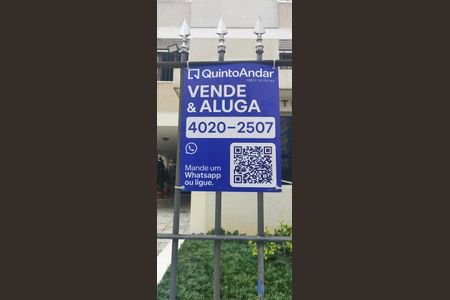 QuintoAndar
VENDE
& ALUGA
4020-2507
Mande um
Whatsapp
ou ligue.